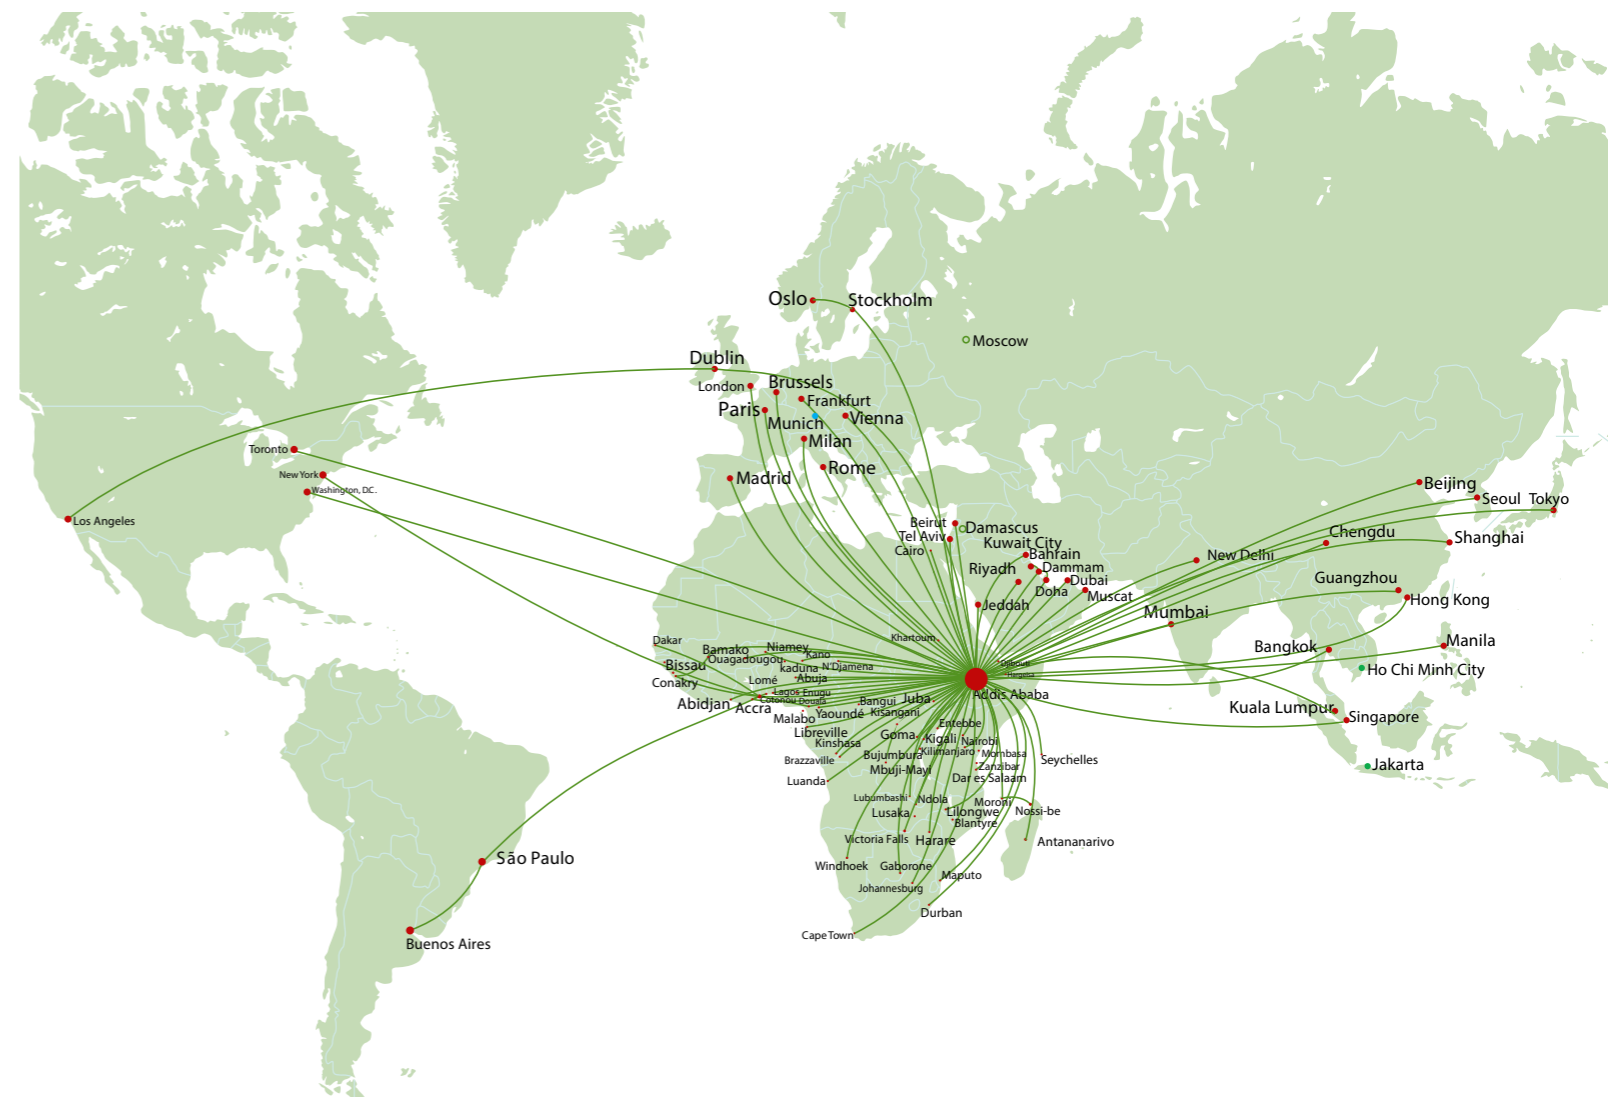 Oslo
Stockholm
Moscow
Dublin
London
Brussels
Frankfurt
Paris
Munich
Vienna
Milan
Toronto
Rome
New York
Madrid
Washington, D.C.
Los Angeles
Beijing
Seoul
Tokyo
Beirut
Damascus
Tel Aviv
Kuwait City
Cairo
Bahrain
Chengdu
Shanghai
New Delhi
Riyadh
Dammam
Dubai
Doha
Muscat
Guangzhou
Hong Kong
Jeddah
Mumbai
Khartoum
Dakar
Bamako
Niamey
Kano
Bissau
Ouagadougou
kaduna
N'Djamena
Djibouti
Hargeisa
Bangkok
Manila
Ho Chi Minh City
Conakry
Lomé
Abuja
Lagos
Enugu
Cotonou
Douala
Abidjan
Accra
Bangui
Juba
Addis Ababa
Malabo
Yaoundé
Kisangani
Kuala Lumpur
Singapore
Libreville
Entebbe
Kinshasa
Goma
Kigali
Nairobi
Brazzaville
Bujumbura
Kilimanjaro
Mombasa
Seychelles
Mbuji-Mayi
Zanzibar
Jakarta
Luanda
Dar es Salaam
Lubumbashi
Ndola
Moroni
Lusaka
Lilongwe
Nossi-be
Blantyre
Victoria Falls
Harare
Antananarivo
São Paulo
Windhoek
Gaborone
Johannesburg
Maputo
Durban
Cape Town
Buenos Aires